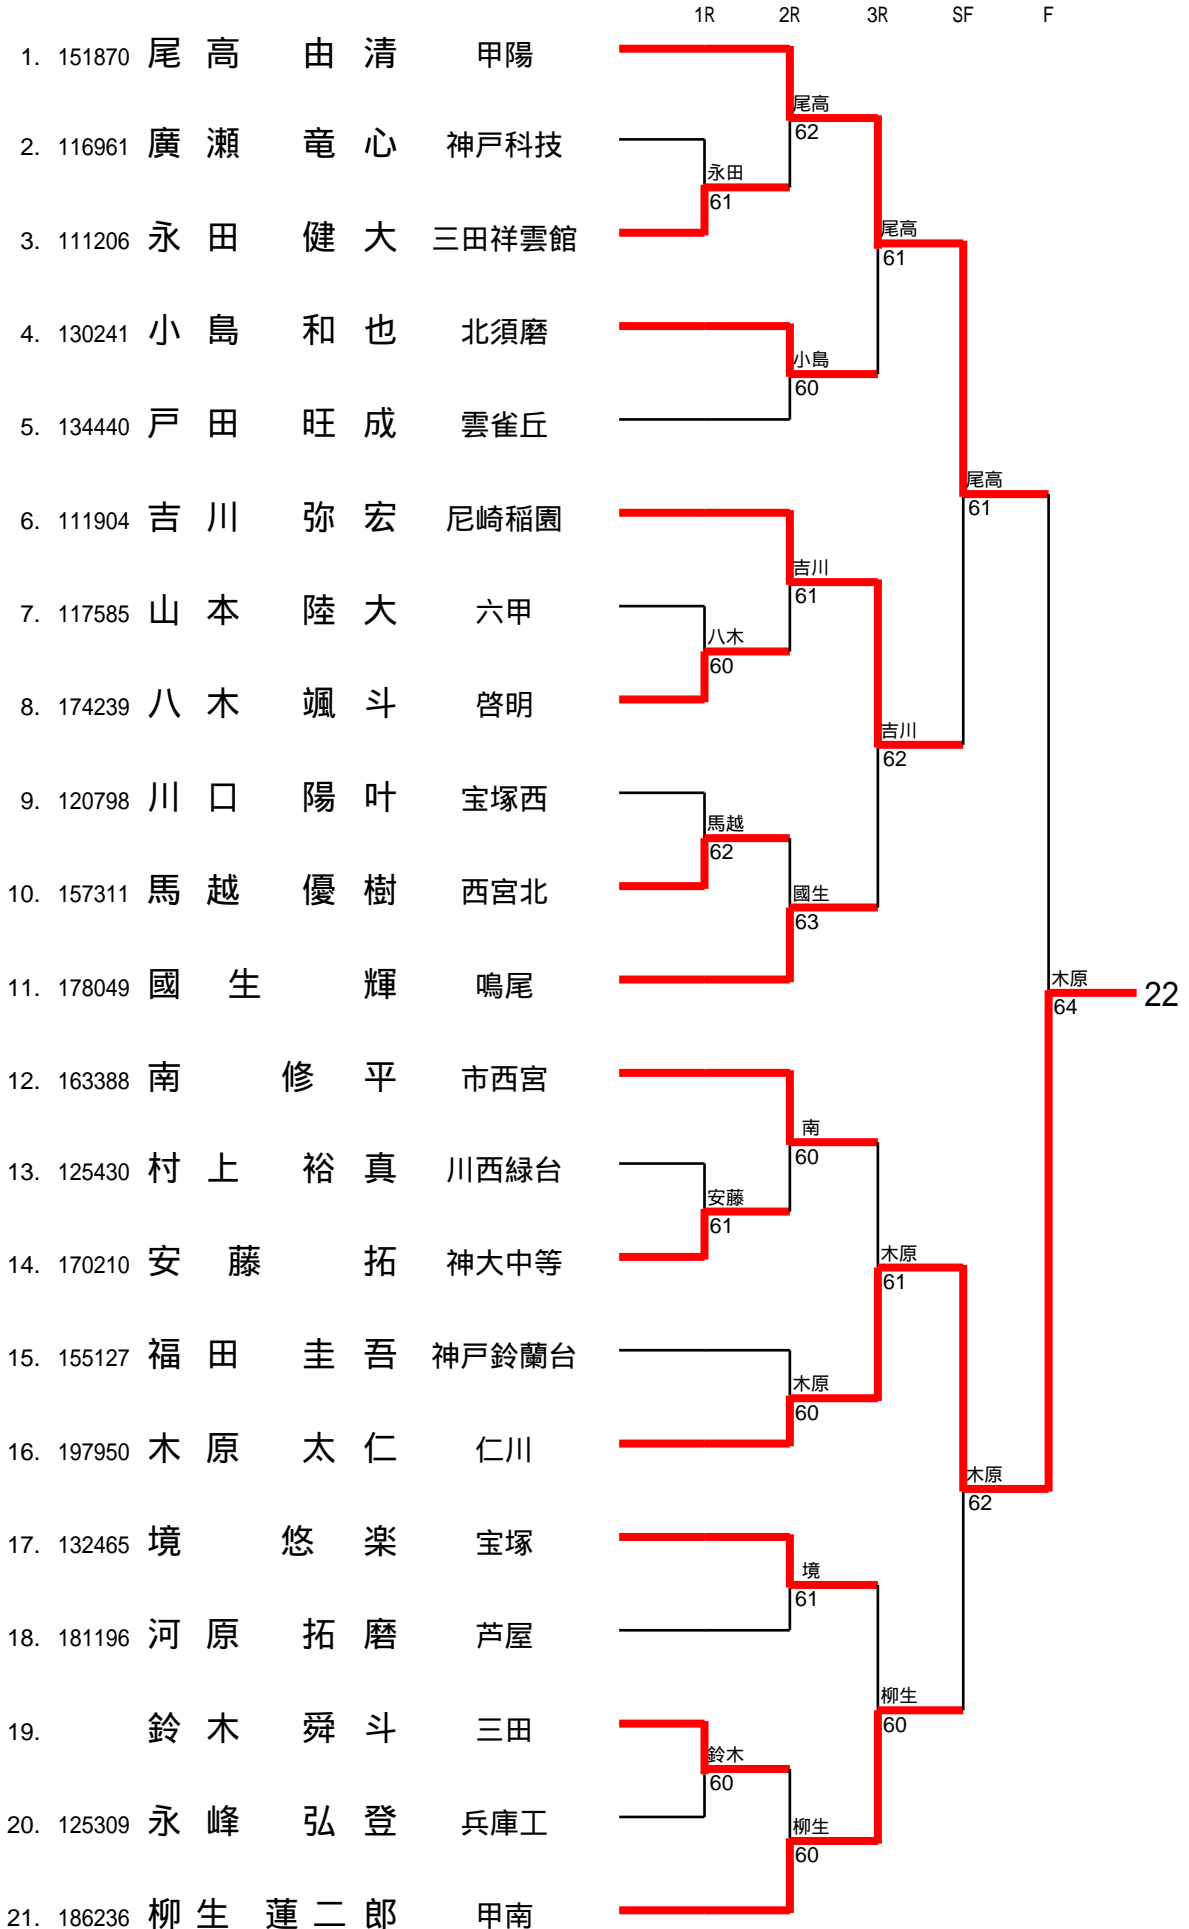 1R 2R 3R SF F
1. 151870 尾高 由清 甲陽
尾高
62
2. 116961 廣瀬 竜心 神戸科技
永田
61
3. 111206 永田 健大 三田祥雲館
尾高
61
4. 130241 小島 和也 北須磨
小島
60
5. 134440 戸田 旺成 雲雀丘
尾高
61
6. 111904 吉川 弥宏 尼崎稲園
吉川
61
7. 117585 山本 陸大 六甲
八木
60
8. 174239 八木 颯斗 啓明
吉川
62
9. 120798 川口 陽叶 宝塚西
馬越
62
10. 157311 馬越 優樹 西宮北
國生
63
11. 178049 國生 輝 鳴尾
木原
64
22
12. 163388 南 修平 市西宮
南
60
13. 125430 村上 裕真 川西緑台
安藤
61
14. 170210 安藤 拓 神大中等
木原
61
15. 155127 福田 圭吾 神戸鈴蘭台
木原
60
16. 197950 木原 太仁 仁川
木原
62
17. 132465 境 悠楽 宝塚
境
61
18. 181196 河原 拓磨 芦屋
柳生
60
19. 鈴木 舜斗 三田
鈴木
60
20. 125309 永峰 弘登 兵庫工
柳生
60
21. 186236 柳生 蓮二郎 甲南